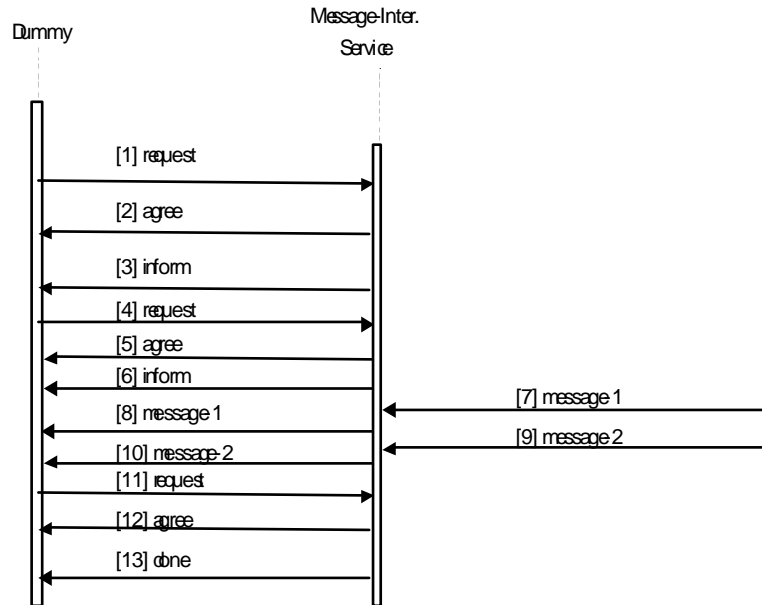 Dummy
Message-Inter.
Service
[1] request
[2] agree
[3] inform
[4] request
[5] agree
[6] inform
[7] message-1
[8] message-1
[9] message-2
[10] message-2
[11] request
[12] agree
[13] done